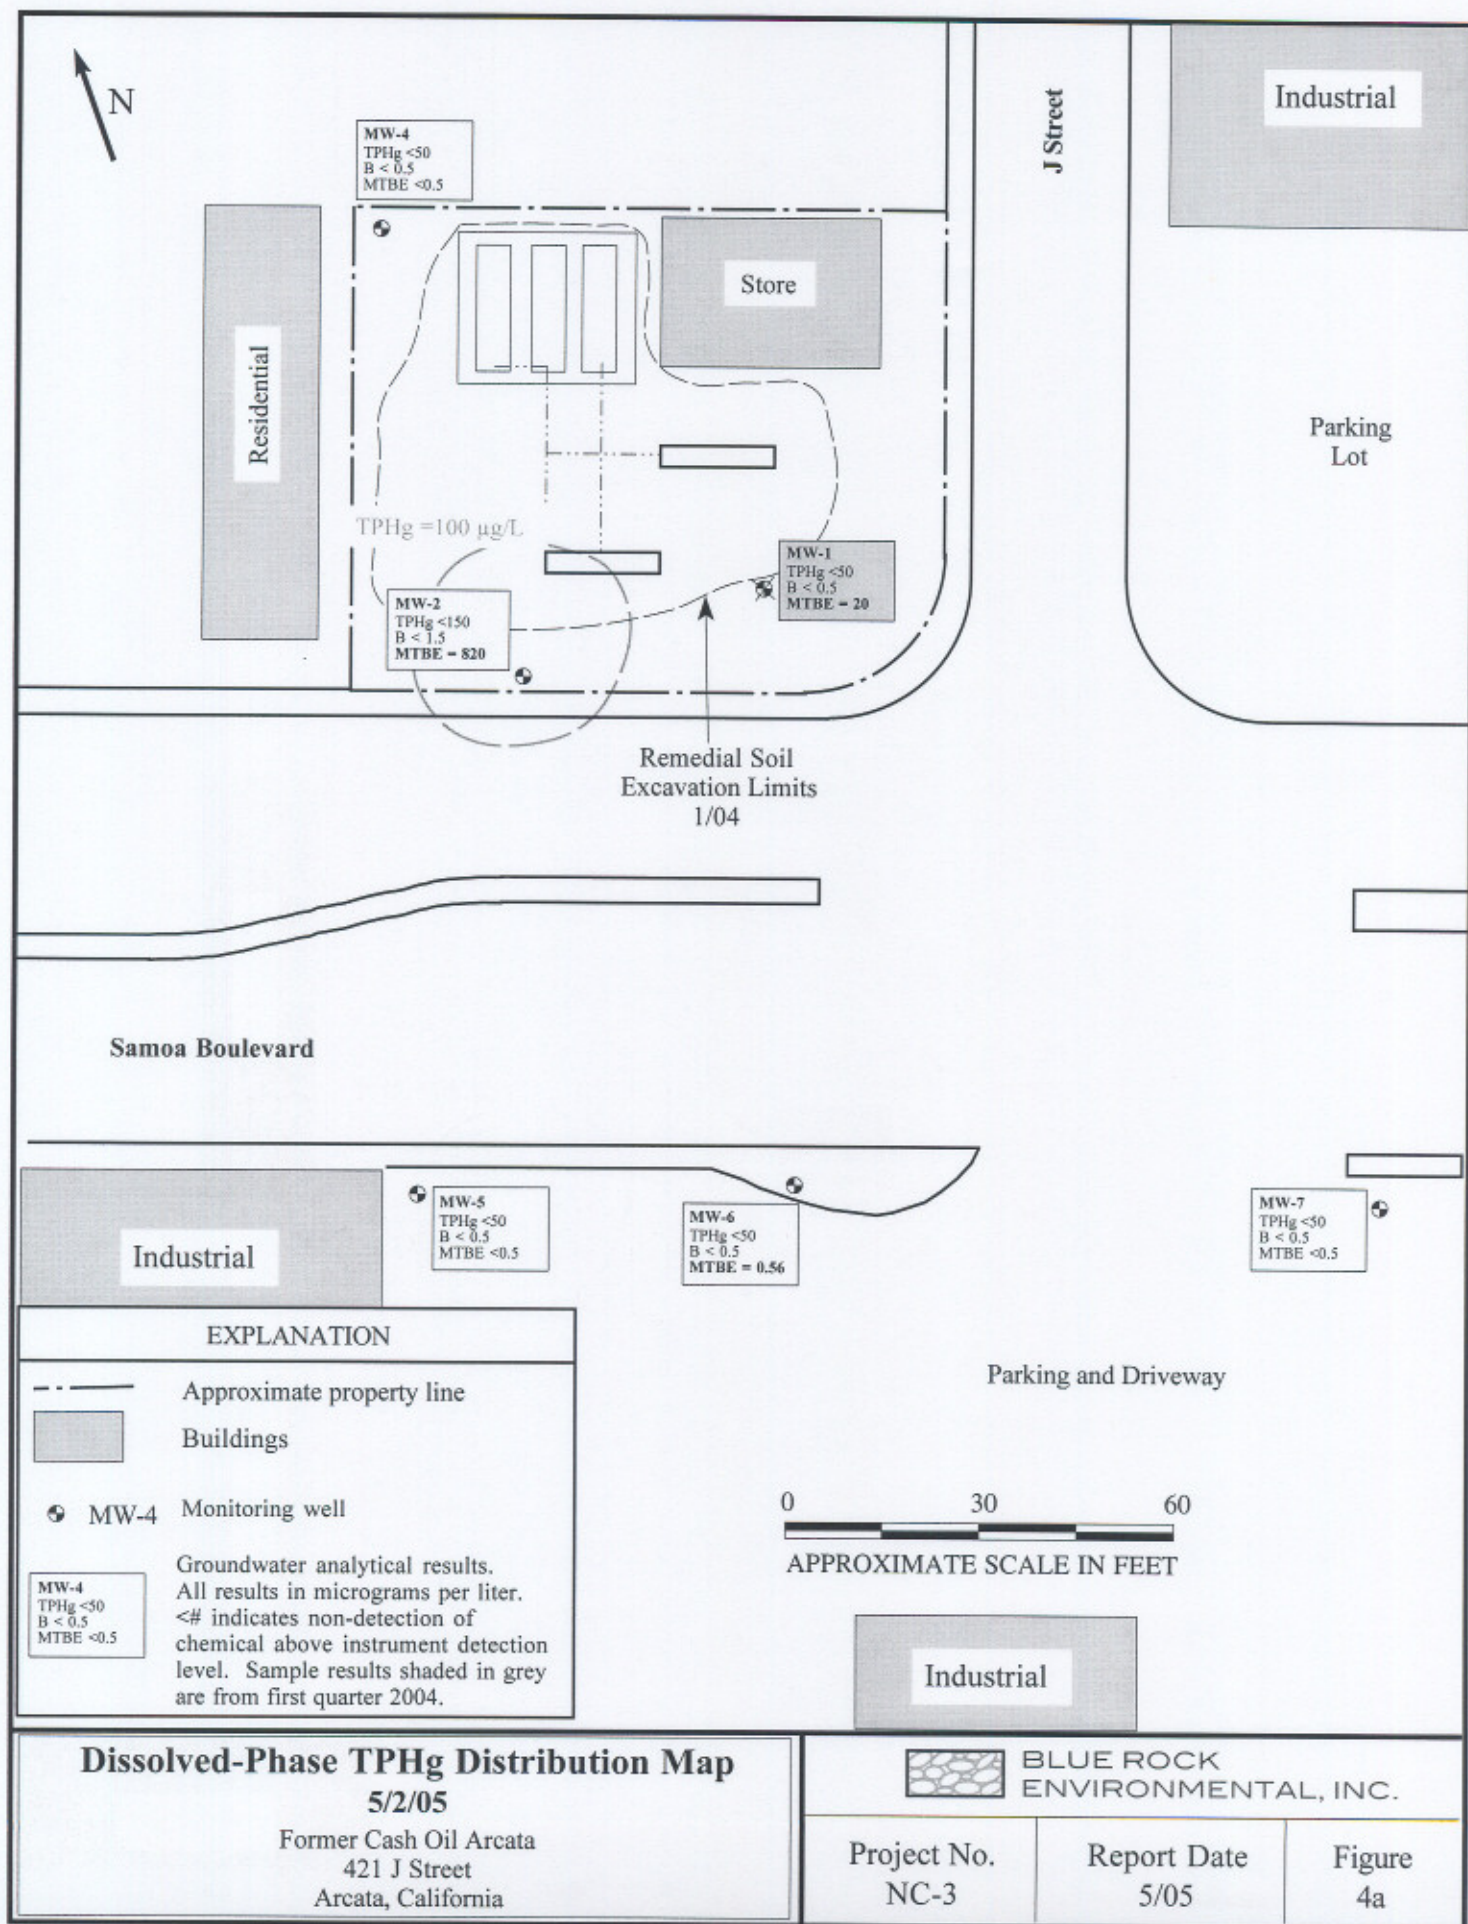 N
MW-4
TPHg <50
B < 0.5
MTBE <0.5
J Street
Industrial
Residential
Store
Parking
Lot
TPHg =100 µg/L
MW-1
TPHg <50
B < 0.5
MTBE = 20
MW-2
TPHg <150
B < 1.5
MTBE = 820
Remedial Soil
Excavation Limits
1/04
Samoa Boulevard
Industrial
MW-5
TPHg <50
B < 0.5
MTBE <0.5
MW-6
TPHg <50
B < 0.5
MTBE = 0.56
MW-7
TPHg <50
B < 0.5
MTBE <0.5
EXPLANATION
Approximate property line
Buildings
MW-4 Monitoring well
MW-4
TPHg <50
B < 0.5
MTBE <0.5
Groundwater analytical results.
All results in micrograms per liter.
<# indicates non-detection of
chemical above instrument detection
level. Sample results shaded in grey
are from first quarter 2004.
Parking and Driveway
0 30 60
APPROXIMATE SCALE IN FEET
Industrial
Dissolved-Phase TPHg Distribution Map
5/2/05
Former Cash Oil Arcata
421 J Street
Arcata, California
BLUE ROCK
ENVIRONMENTAL, INC.
Project No.
NC-3
Report Date
5/05
Figure
4a